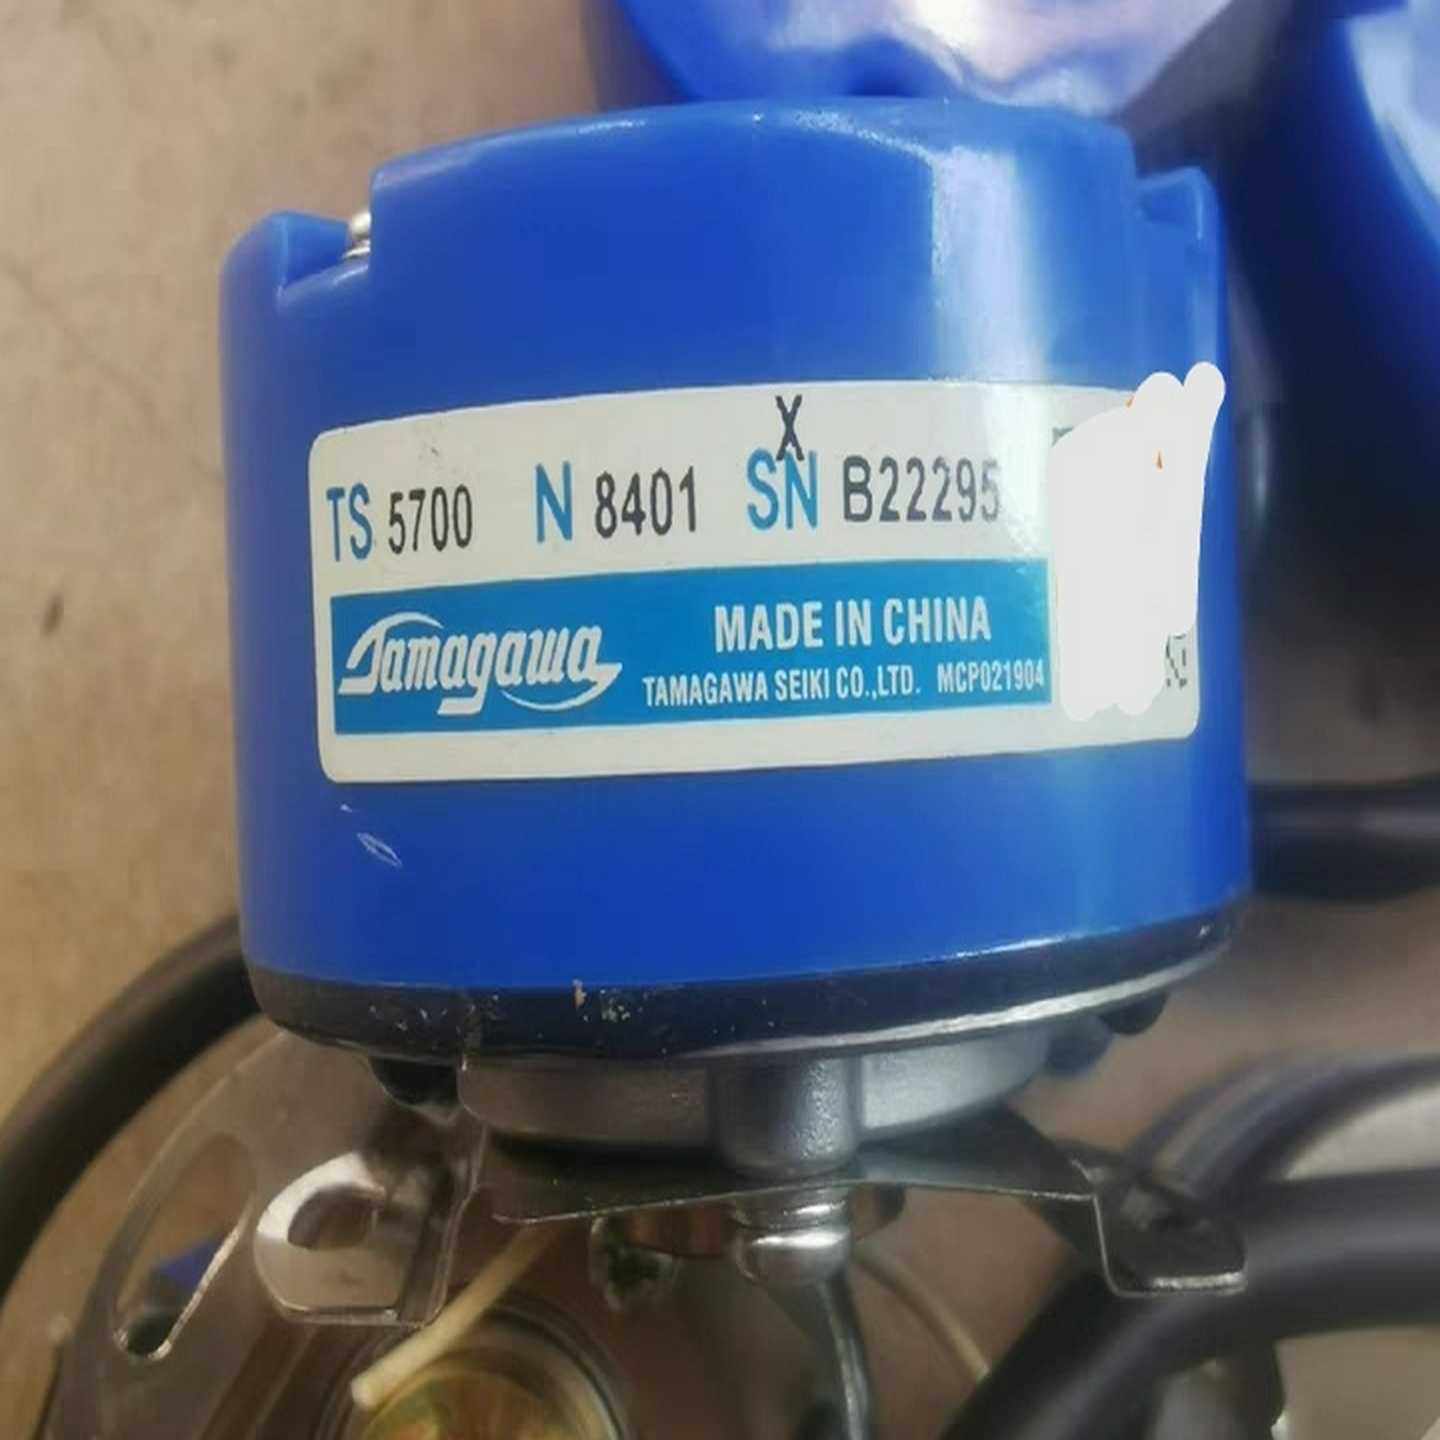 X
TS 5700 N 8401 SN B22295
Tamagawa
MADE IN CHINA
TAMAGAWA SEIKI CO.,LTD. MCP021904